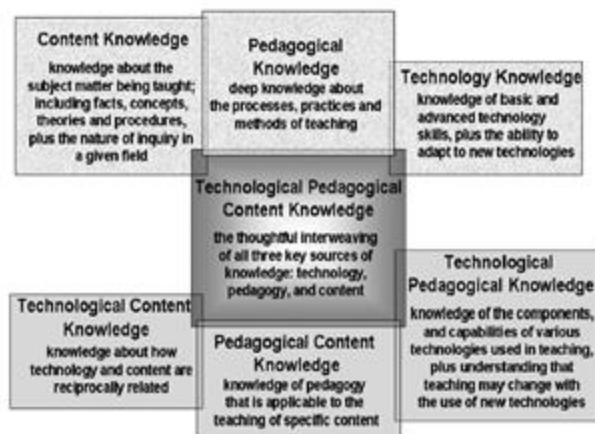 Content Knowledge
knowledge about the
subject matter being taught;
including facts, concepts,
theories and procedures,
plus the nature of inquiry in
a given field
Pedagogical
Knowledge
deep knowledge about
the processes, practices and
methods of teaching
Technology Knowledge
knowledge of basic and
advanced technology
skills, plus the ability to
adapt to new technologies
Technological Pedagogical
Content Knowledge
the thoughtful interweaving
of all three key sources of
knowledge: technology,
pedagogy, and content
Technological Content
Knowledge
knowledge about how
technology and content are
reciprocally related
Pedagogical Content
Knowledge
knowledge of pedagogy
that is applicable to the
teaching of specific content
Technological
Pedagogical Knowledge
knowledge of the components,
and capabilities of various
technologies used in teaching,
plus understanding that
teaching may change with
the use of new technologies